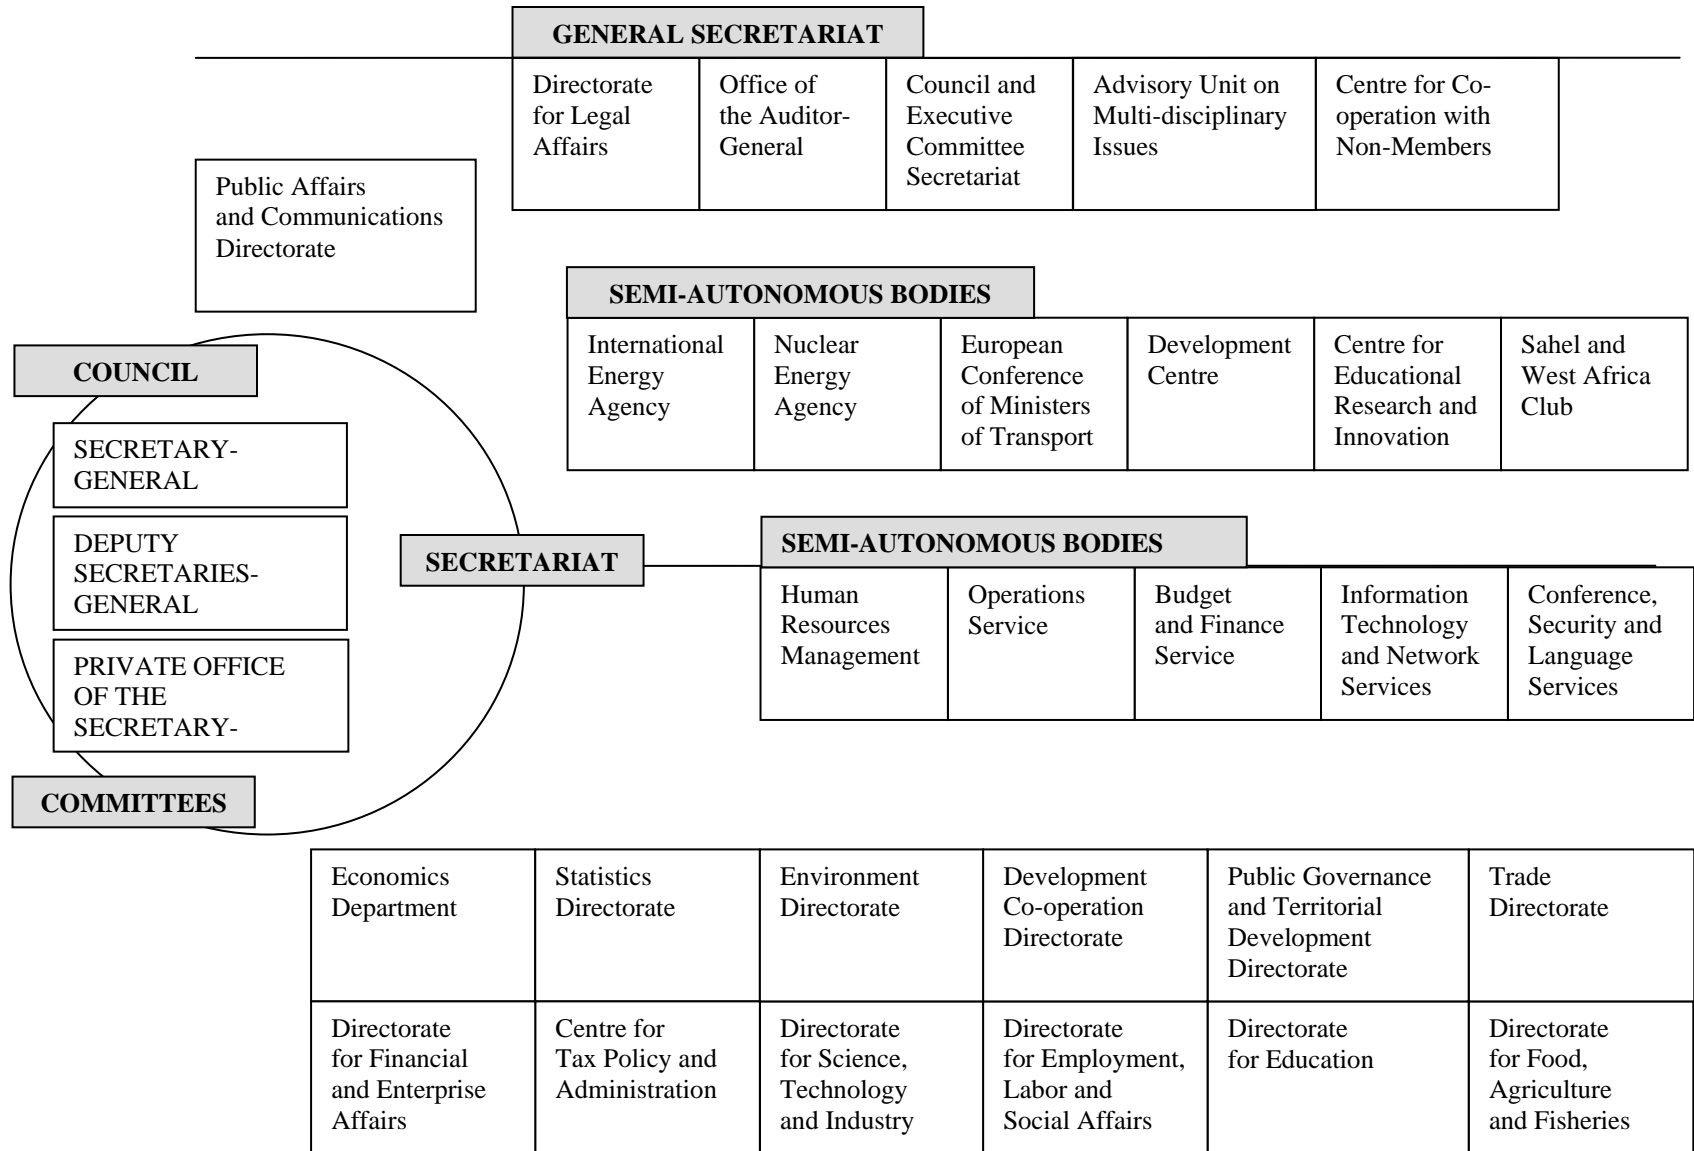 GENERAL SECRETARIAT
Directorate
for Legal
Affairs
Office of
the Auditor-
General
Council and
Executive
Committee
Secretariat
Advisory Unit on
Multi-disciplinary
Issues
Centre for Co-
operation with
Non-Members
Public Affairs
and Communications
Directorate
SEMI-AUTONOMOUS BODIES
International
Energy
Agency
Nuclear
Energy
Agency
European
Conference
of Ministers
of Transport
Development
Centre
Centre for
Educational
Research and
Innovation
Sahel and
West Africa
Club
COUNCIL
SECRETARY-
GENERAL
DEPUTY
SECRETARIES-
GENERAL
PRIVATE OFFICE
OF THE
SECRETARY-
COMMITTEES
SECRETARIAT
SEMI-AUTONOMOUS BODIES
Human
Resources
Management
Operations
Service
Budget
and Finance
Service
Information
Technology
and Network
Services
Conference,
Security and
Language
Services
Economics
Department
Statistics
Directorate
Environment
Directorate
Development
Co-operation
Directorate
Public Governance
and Territorial
Development
Directorate
Trade
Directorate
Directorate
for Financial
and Enterprise
Affairs
Centre for
Tax Policy and
Administration
Directorate
for Science,
Technology
and Industry
Directorate
for Employment,
Labor and
Social Affairs
Directorate
for Education
Directorate
for Food,
Agriculture
and Fisheries